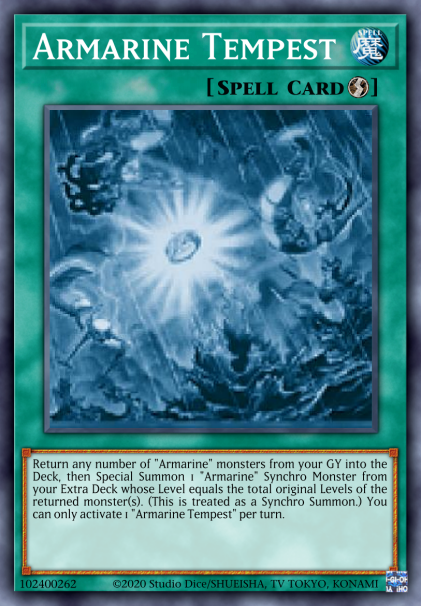 ARMARINE TEMPEST
SPELL
魔
[SPELL CARD]
Return any number of "Armarine" monsters from your GY into the
Deck, then Special Summon 1 "Armarine" Synchro Monster from
your Extra Deck whose Level equals the total original Levels of the
returned monster(s). (This is treated as a Synchro Summon.) You
can only activate 1 "Armarine Tempest" per turn.
102400262
©2020 Studio Dice/SHUEISHA, TV TOKYO, KONAMI